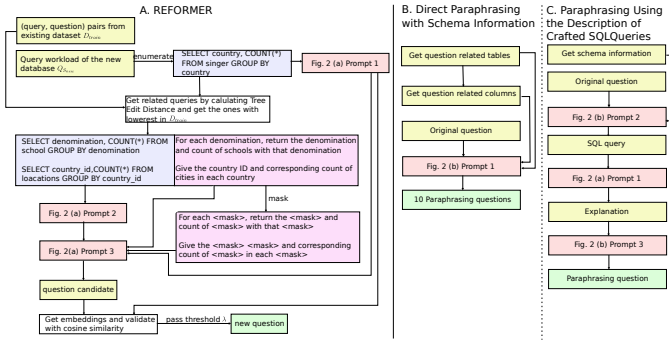 A. REFORMER
(query, question) pairs from
existing dataset D_train
Query workload of the new
database Q_D_new
enumerate
SELECT country, COUNT(*)
FROM singer GROUP BY
country
Fig. 2 (a) Prompt 1
Get related queries by calulating Tree
Edit Distance and get the ones with
lowerest in D_train
SELECT denomination, COUNT(*) FROM
school GROUP BY denomination
SELECT country_id,COUNT(*) FROM
loacations GROUP BY country_id
For each denomination, return the denomination
and count of schools with that denomination
Give the country ID and corresponding count of
cities in each country
mask
Fig. 2 (a) Prompt 2
For each <mask>, return the <mask> and
count of <mask> with that <mask>
Give the <mask> <mask> and corresponding
count of <mask> in each <mask>
Fig. 2(a) Prompt 3
question candidate
Get embeddings and validate
with cosine similarity
pass threshold λ
new question
B. Direct Paraphrasing
with Schema Information
Get question related tables
Get question related columns
Original question
Fig. 2 (b) Prompt 1
10 Paraphrasing questions
C. Paraphrasing Using
the Description of
Crafted SQLQueries
Get schema information
Original question
Fig. 2 (b) Prompt 2
SQL query
Fig. 2 (a) Prompt 1
Explanation
Fig. 2 (b) Prompt 3
Paraphrasing question